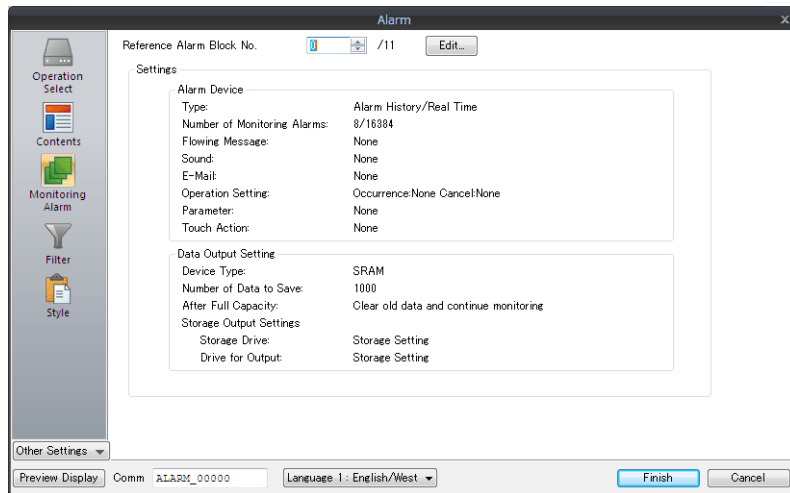 Alarm
x
Reference Alarm Block No. 0 /11 Edit...
Operation
Select
Contents
Monitoring
Alarm
Filter
Style
Settings
Alarm Device
Type: Alarm History/Real Time
Number of Monitoring Alarms: 8/16384
Flowing Message: None
Sound: None
E-Mail: None
Operation Setting: Occurrence:None Cancel:None
Parameter: None
Touch Action: None
Data Output Setting
Device Type: SRAM
Number of Data to Save: 1000
After Full Capacity: Clear old data and continue monitoring
Storage Output Settings
Storage Drive: Storage Setting
Drive for Output: Storage Setting
Other Settings
Preview Display Comm ALARM_00000 Language 1 : English/West Finish Cancel